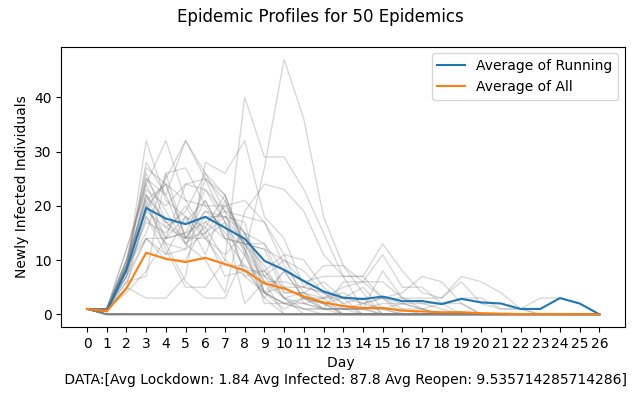 Epidemic Profiles for 50 Epidemics
Average of Running
Average of All
Newly Infected Individuals
40
30
20
10
0
0 1 2 3 4 5 6 7 8 9 10 11 12 13 14 15 16 17 18 19 20 21 22 23 24 25 26
Day
DATA:[Avg Lockdown: 1.84 Avg Infected: 87.8 Avg Reopen: 9.535714285714286]